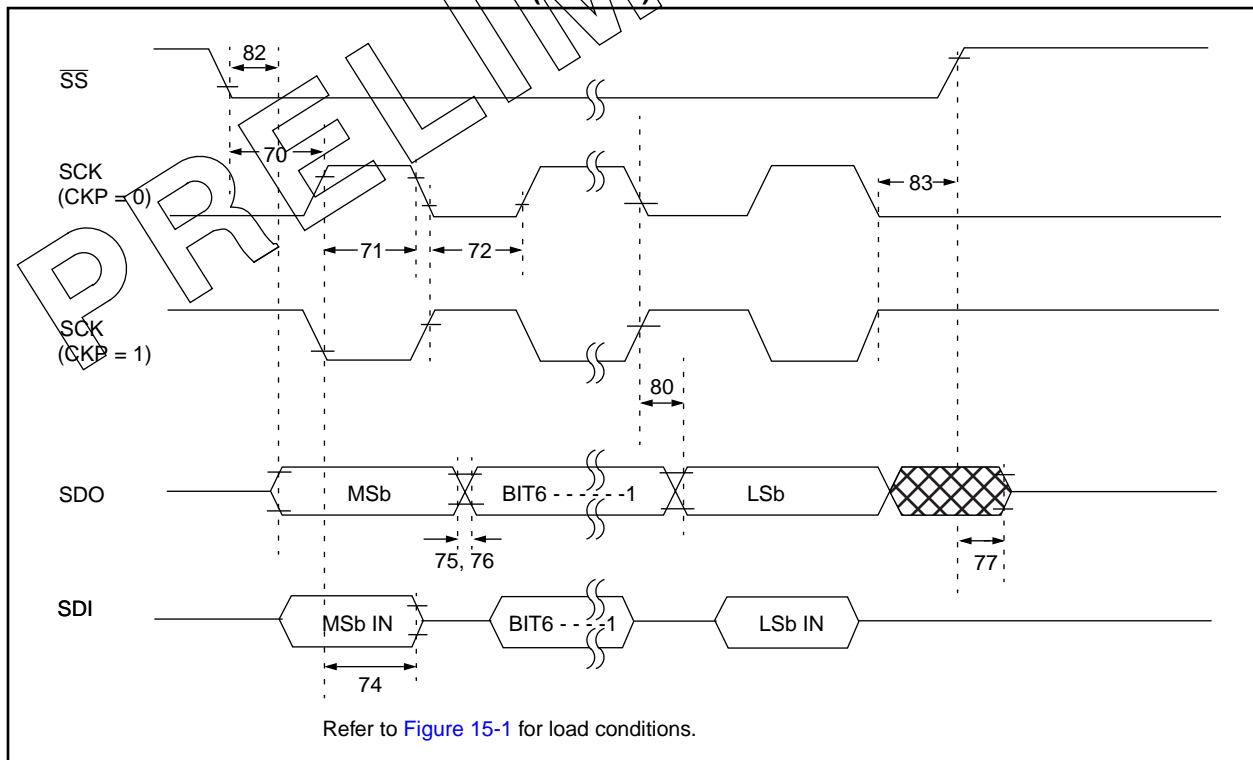 PRELIM
82
SS
70
SCK
(CKP = 0)
83
71
72
SCK
(CKP = 1)
80
SDO
MSb
BIT6 - - - - - -1
LSb
75, 76
77
SDI
MSb IN
BIT6 - - - -1
LSb IN
74
Refer to Figure 15-1 for load conditions.